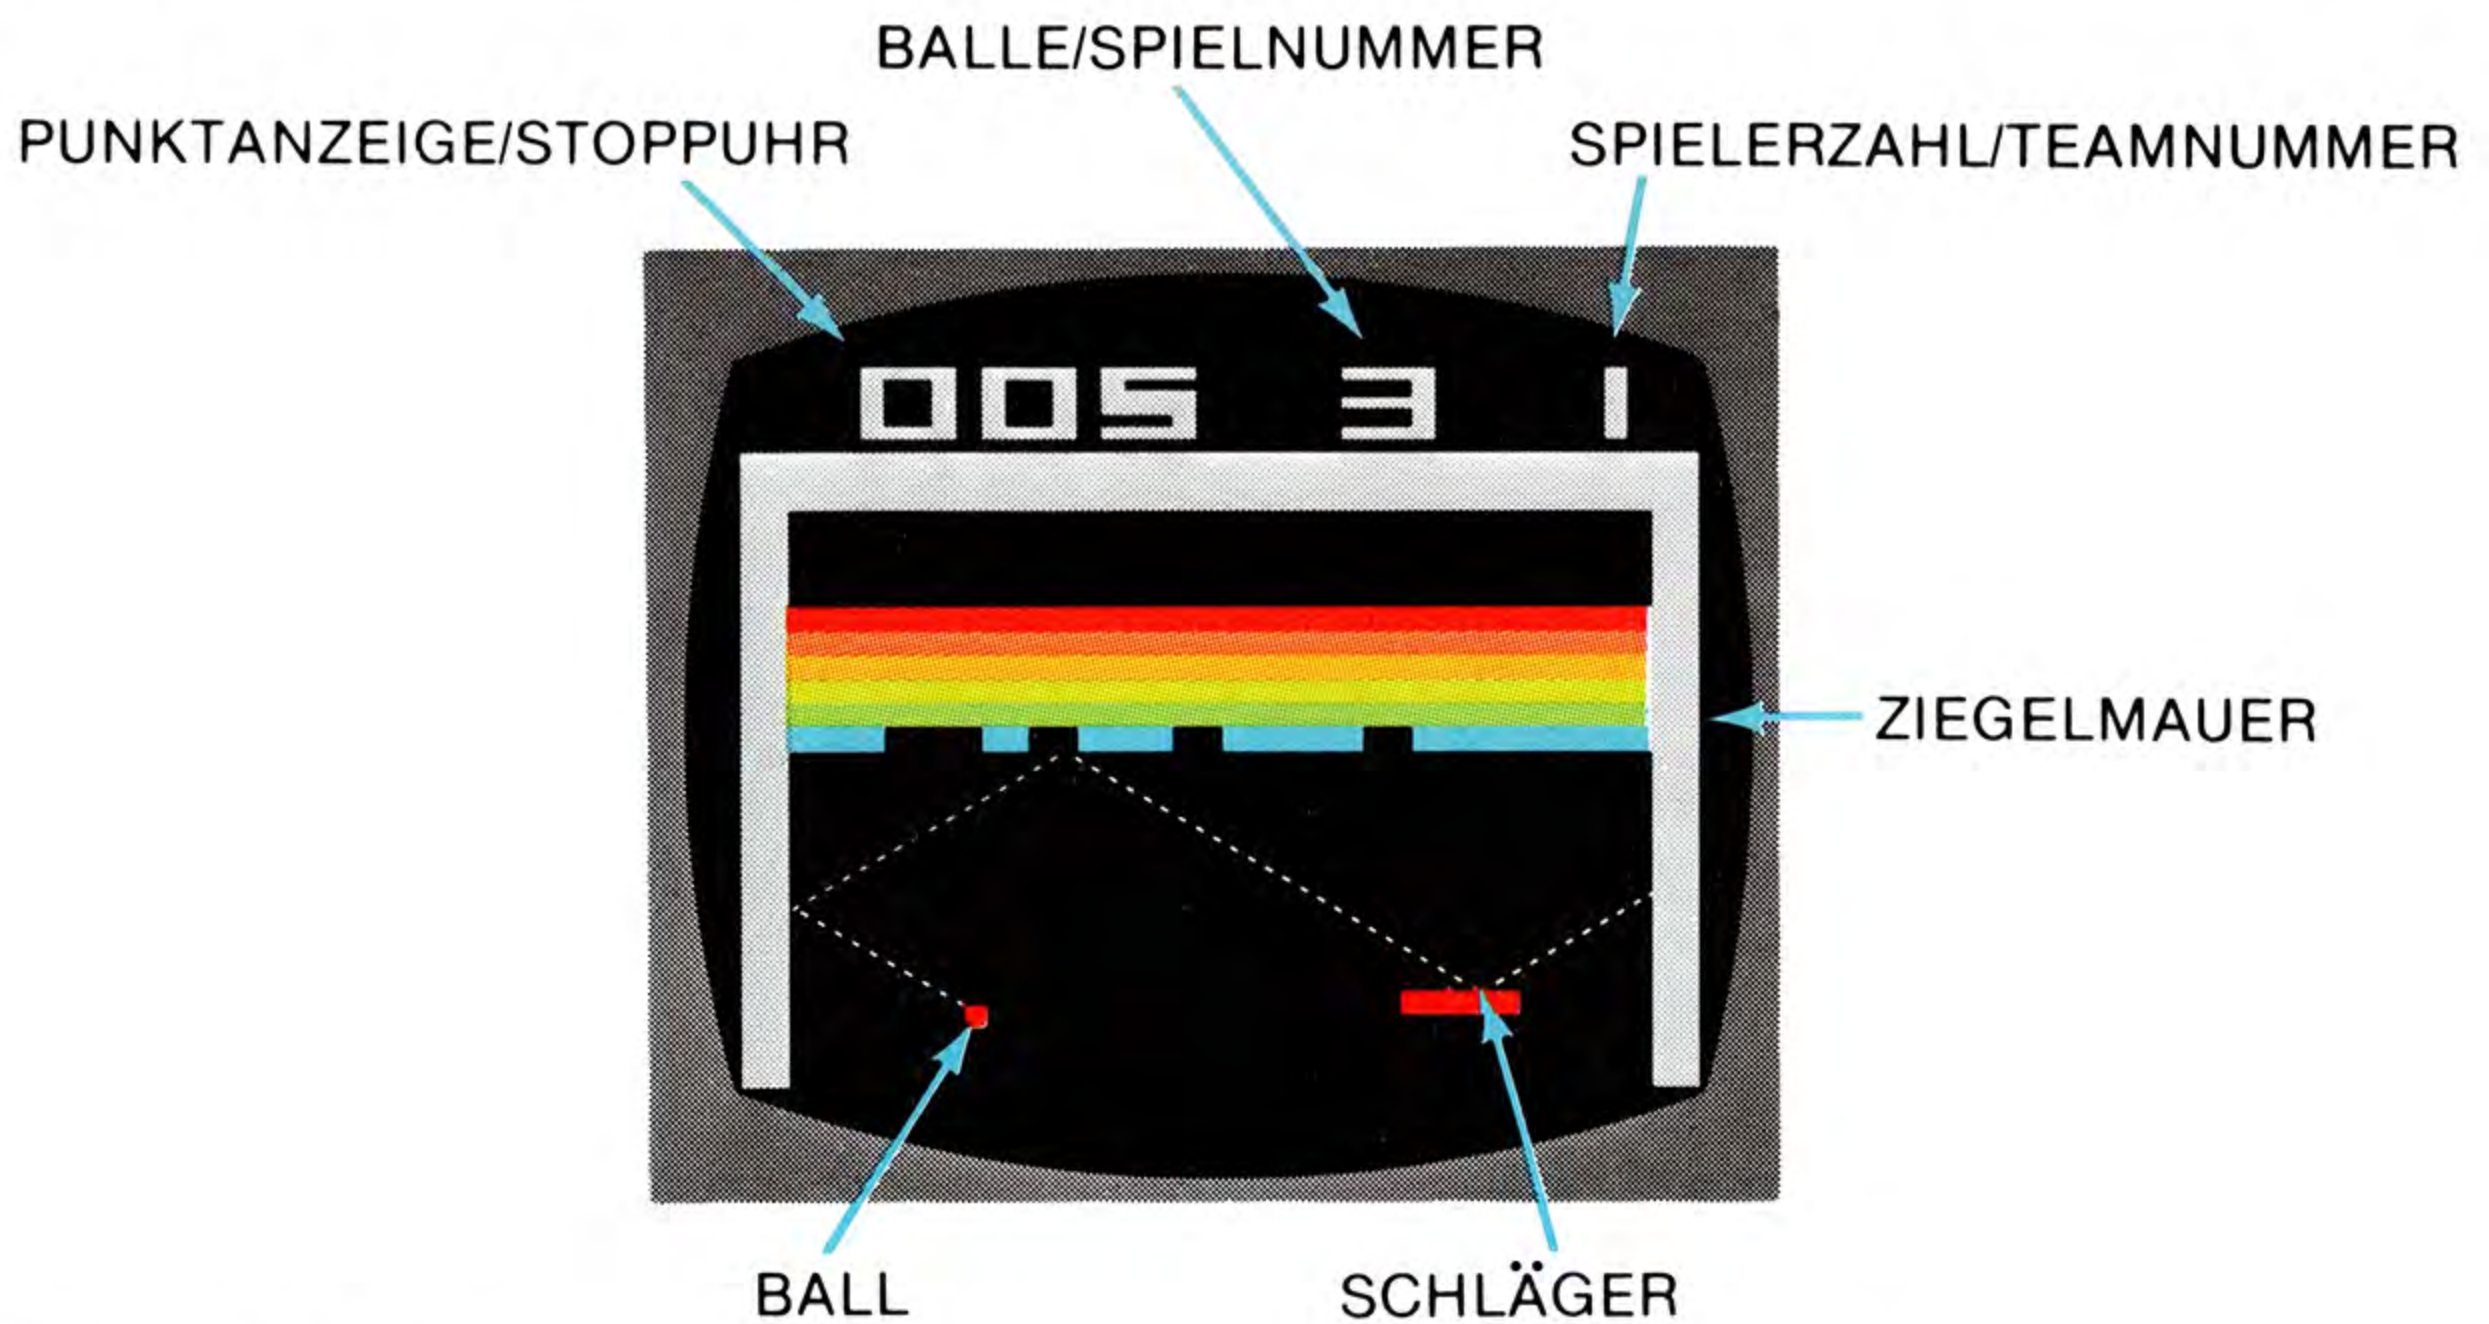 BALLE/SPIELNUMMER
PUNKTANZEIGE/STOPPUHR
SPIELERZAHL/TEAMNUMMER
005 3 1
ZIEGELMAUER
BALL
SCHLÄGER